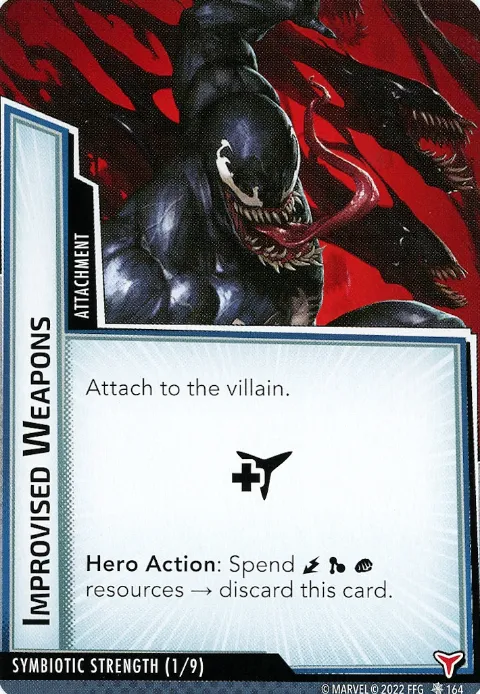 ATTACHMENT
IMPROVISED WEAPONS
Attach to the villain.
Hero Action: Spend
resources → discard this card.
SYMBIOTIC STRENGTH (1/9)
© MARVEL © 2022 FFG 164